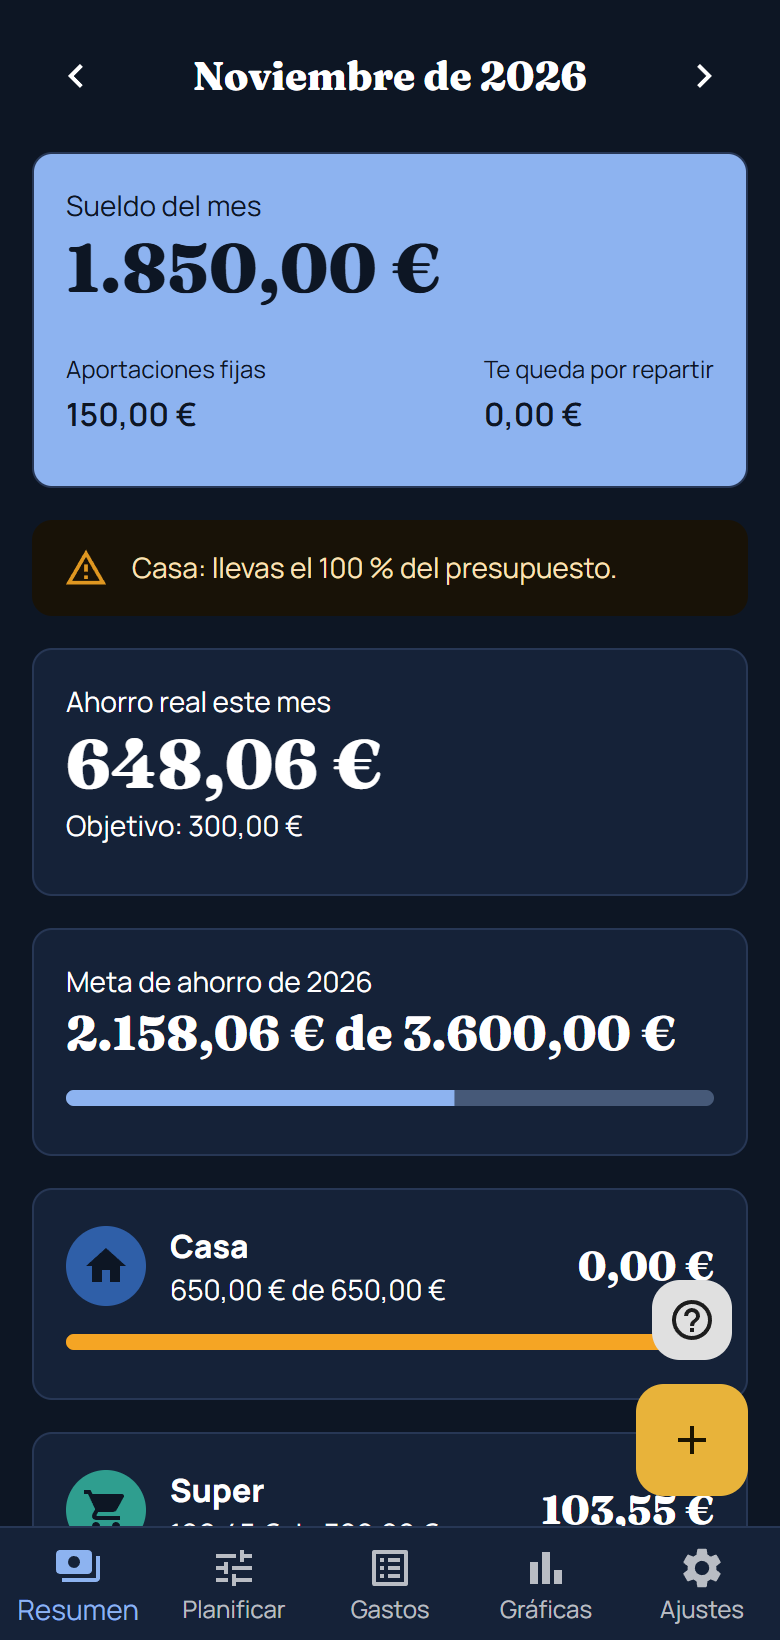 Noviembre de 2026
Sueldo del mes
1.850,00 €
Aportaciones fijas
Te queda por repartir
150,00 €
0,00 €
Casa: llevas el 100 % del presupuesto.
Ahorro real este mes
648,06 €
Objetivo: 300,00 €
Meta de ahorro de 2026
2.158,06 € de 3.600,00 €
Casa
650,00 € de 650,00 €
0,00 €
Super
103,55 €
Resumen
Planificar
Gastos
Gráficas
Ajustes